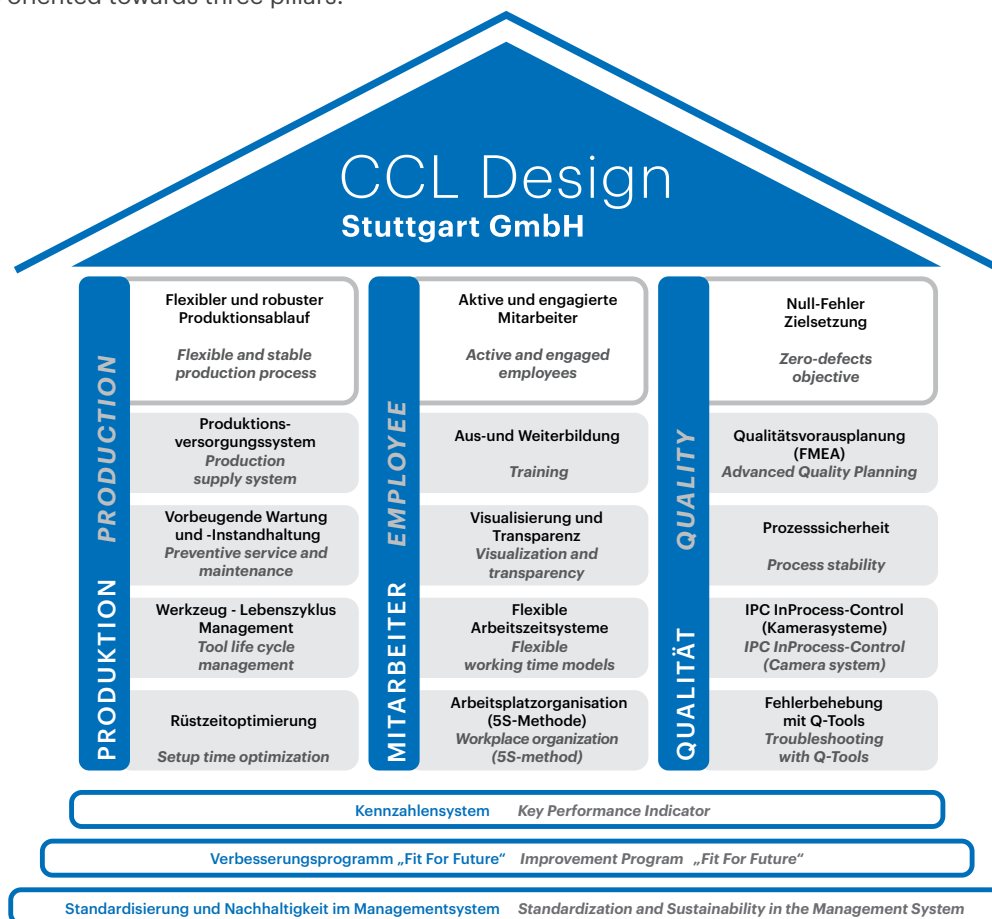 oriented towards three pillars.
CCL Design
Stuttgart GmbH
PRODUKTION PRODUCTION
Flexibler und robuster
Produktionsablauf
Flexible and stable
production process
Produktions-
versorgungssystem
Production
supply system
Vorbeugende Wartung
und -Instandhaltung
Preventive service and
maintenance
Werkzeug - Lebenszyklus
Management
Tool life cycle
management
Rüstzeitoptimierung
Setup time optimization
MITARBEITER EMPLOYEE
Aktive und engagierte
Mitarbeiter
Active and engaged
employees
Aus-und Weiterbildung
Training
Visualisierung und
Transparenz
Visualization and
transparency
Flexible
Arbeitszeitsysteme
Flexible
working time models
Arbeitsplatzorganisation
(5S-Methode)
Workplace organization
(5S-method)
QUALITÄT QUALITY
Null-Fehler
Zielsetzung
Zero-defects
objective
Qualitätsvorausplanung
(FMEA)
Advanced Quality Planning
Prozesssicherheit
Process stability
IPC InProcess-Control
(Kamerasysteme)
IPC InProcess-Control
(Camera system)
Fehlerbehebung
mit Q-Tools
Troubleshooting
with Q-Tools
Kennzahlensystem Key Performance Indicator
Verbesserungsprogramm „Fit For Future“ Improvement Program „Fit For Future“
Standardisierung und Nachhaltigkeit im Managementsystem Standardization and Sustainability in the Management System